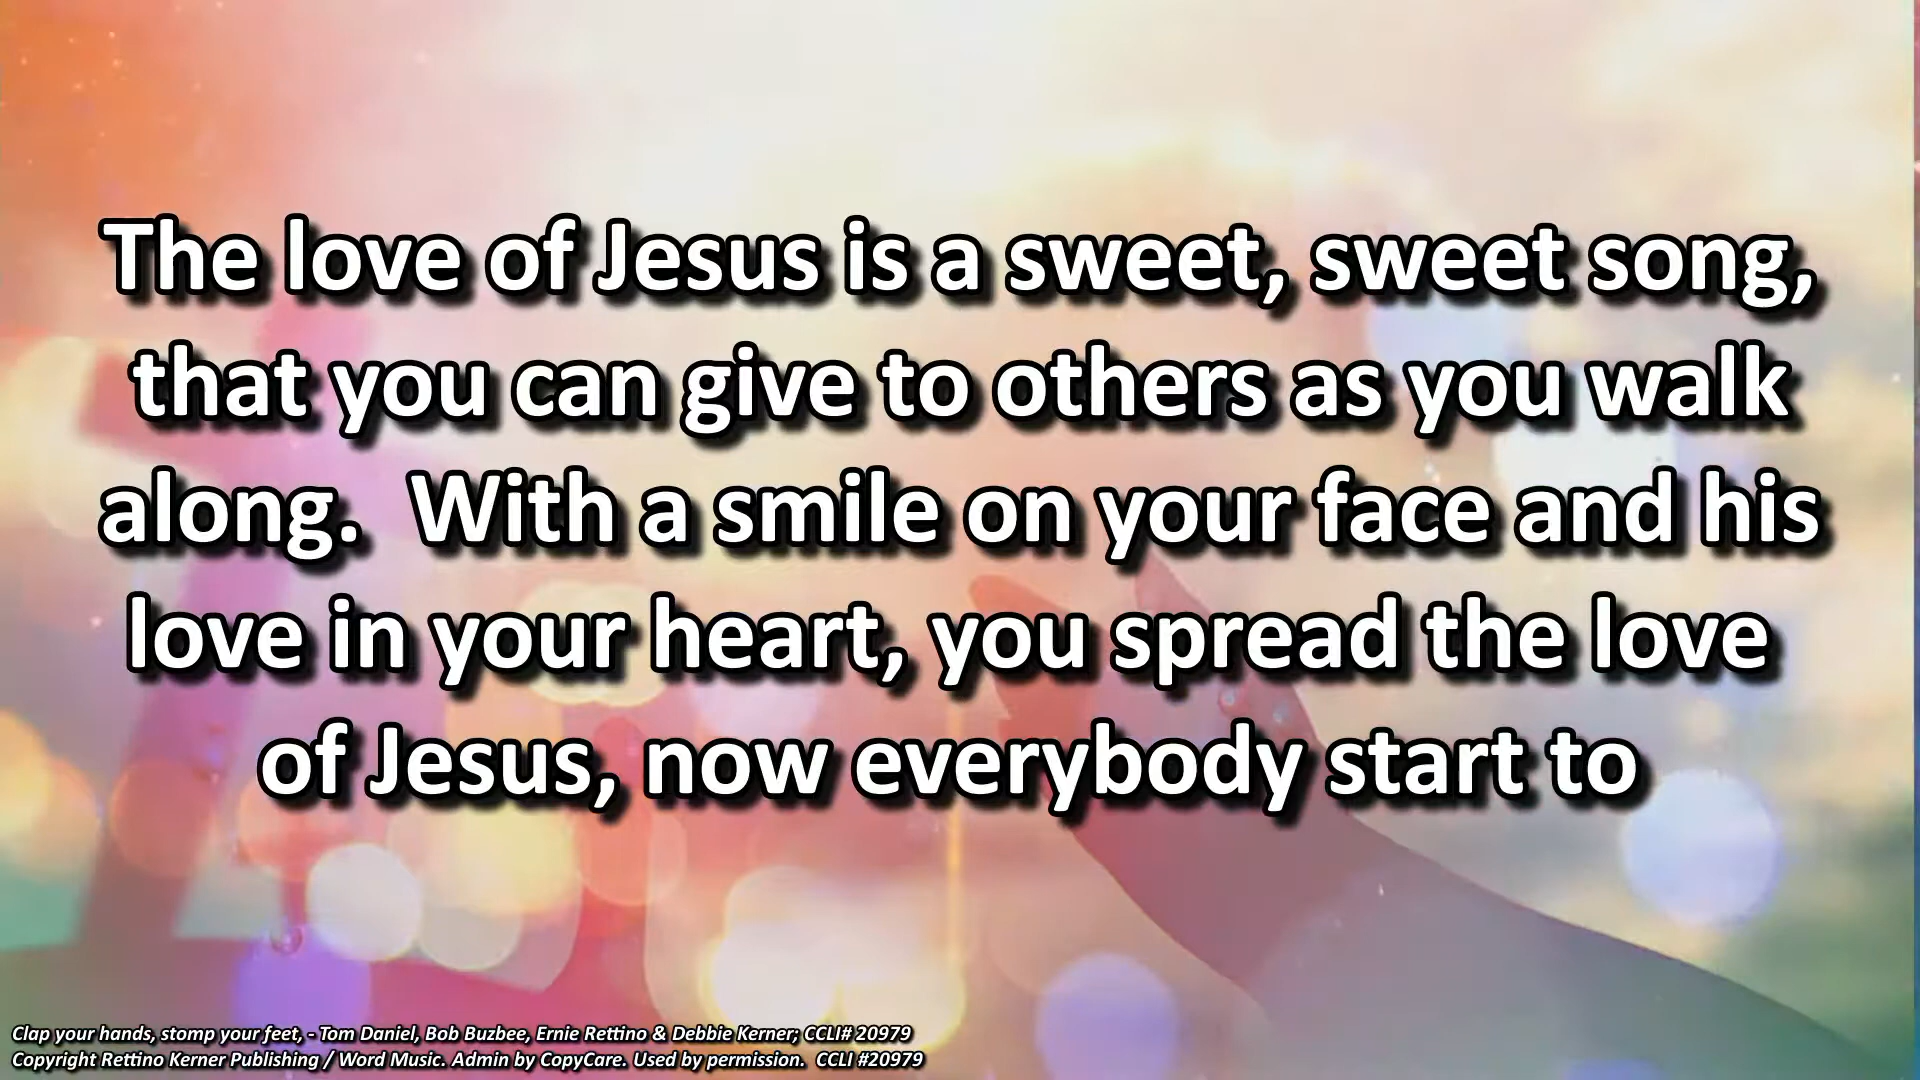 The love of Jesus is a sweet, sweet song,
that you can give to others as you walk
along.  With a smile on your face and his
love in your heart, you spread the love
of Jesus, now everybody start to
Clap your hands, stomp your feet, - Tom Daniel, Bob Buzbee, Ernie Rettino & Debbie Kerner; CCLI# 20979
Copyright Rettino Kerner Publishing / Word Music. Admin by CopyCare. Used by permission.  CCLI #20979